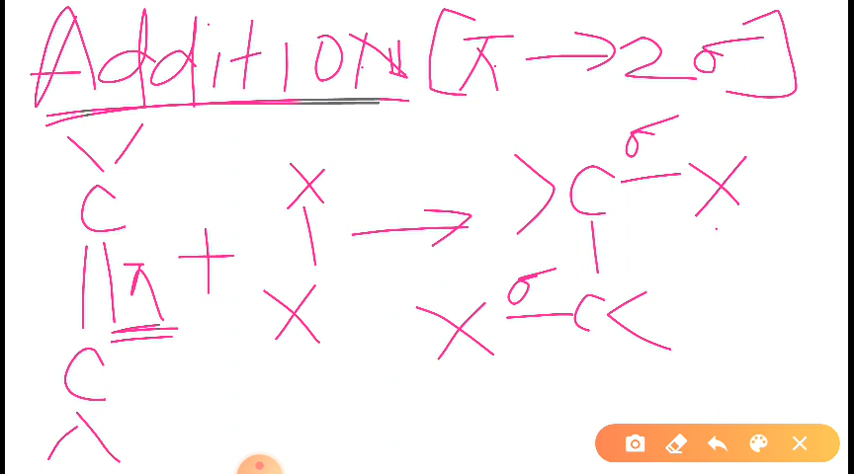 Addition [π → 2σ]
C
π
C
+
X
X
→
σ
C — X
σ
X — C